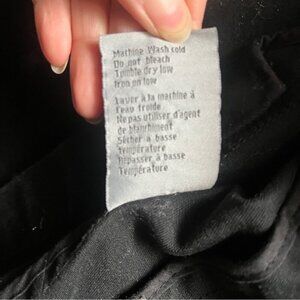 Machine Wash cold
Do not bleach
Tumble dry low
Iron on low
Laver à la machine à
l'eau froide
Ne pas utiliser d'agent
de blanchiment
Sécher à basse
Température
Repasser à basse
Température